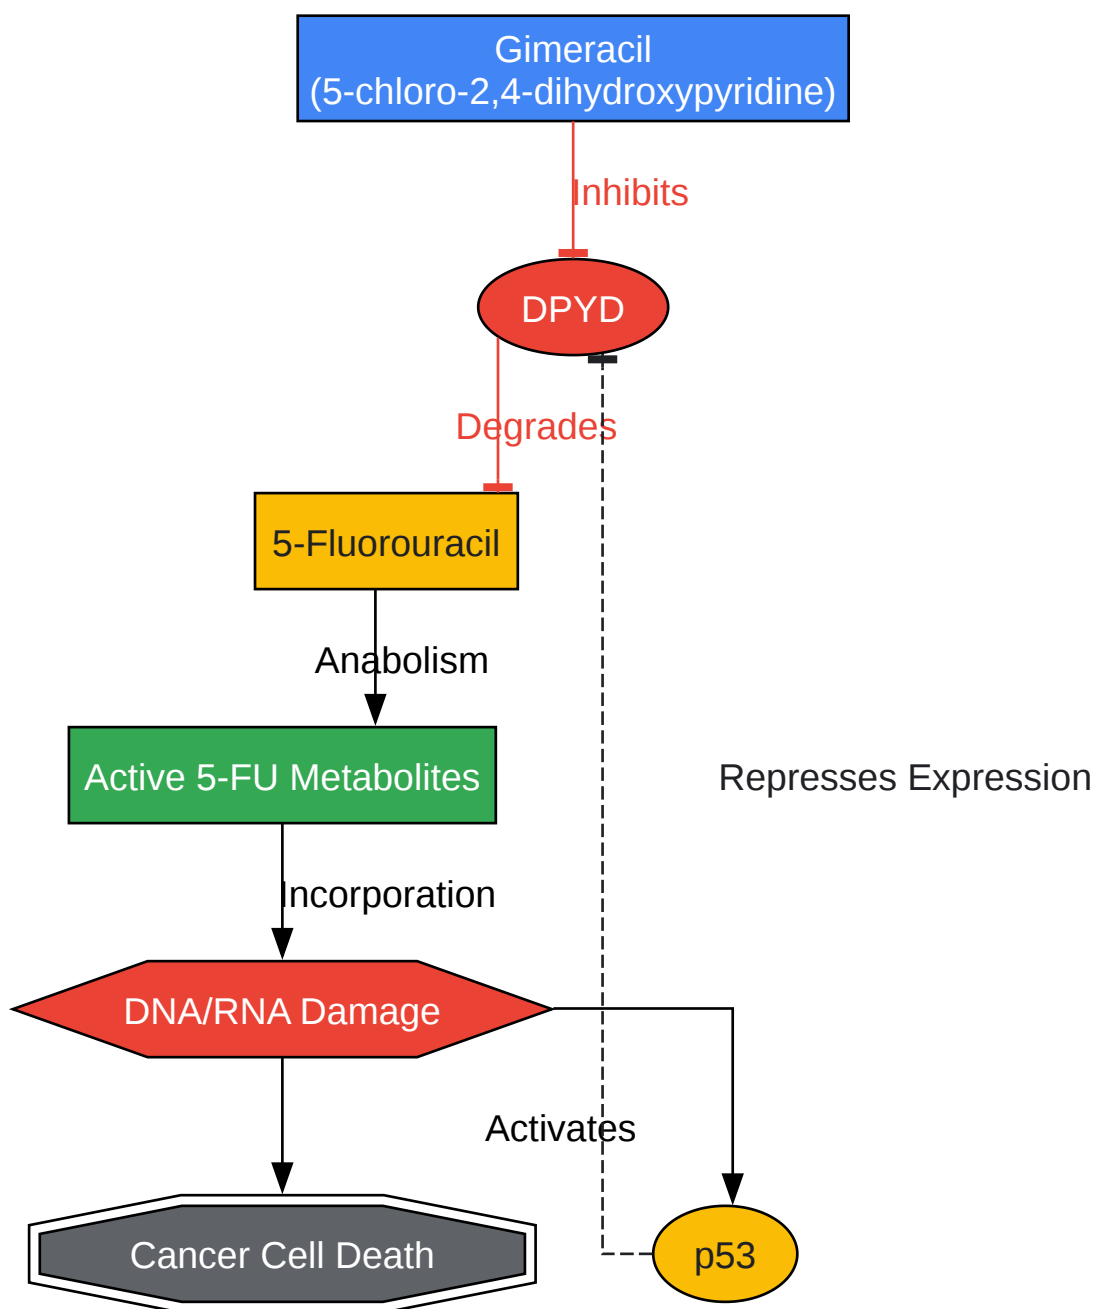 Gimeracil
(5-chloro-2,4-dihydroxypyridine)
Inhibits
DPYD
Degrades
5-Fluorouracil
Anabolism
Active 5-FU Metabolites
Represses Expression
Incorporation
DNA/RNA Damage
Activates
Cancer Cell Death
p53